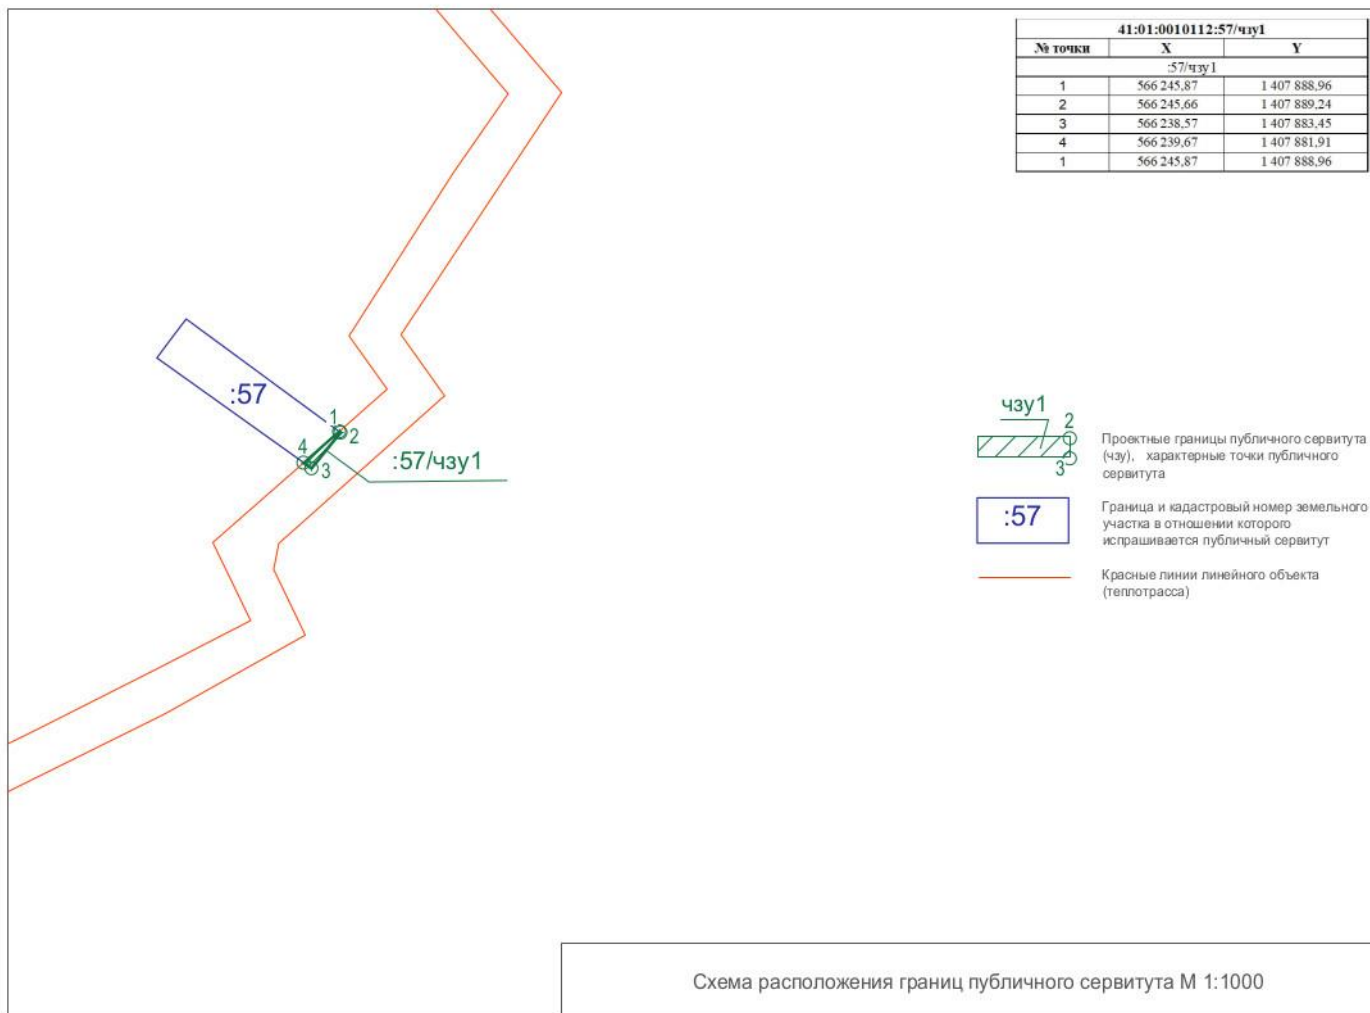 41:01:0010112:57/чзу1
№ точки X Y
:57/чзу1
1 566 245,87 1 407 888,96
2 566 245,66 1 407 889,24
3 566 238,57 1 407 883,45
4 566 239,67 1 407 881,91
1 566 245,87 1 407 888,96
:57
1
2
4
3
:57/чзу1
чзу1
2
3
Проектные границы публичного сервитута
(чзу), характерные точки публичного
сервитута
:57
Граница и кадастровый номер земельного
участка в отношении которого
испрашивается публичный сервитут
Красные линии линейного объекта
(теплотрасса)
Схема расположения границ публичного сервитута М 1:1000